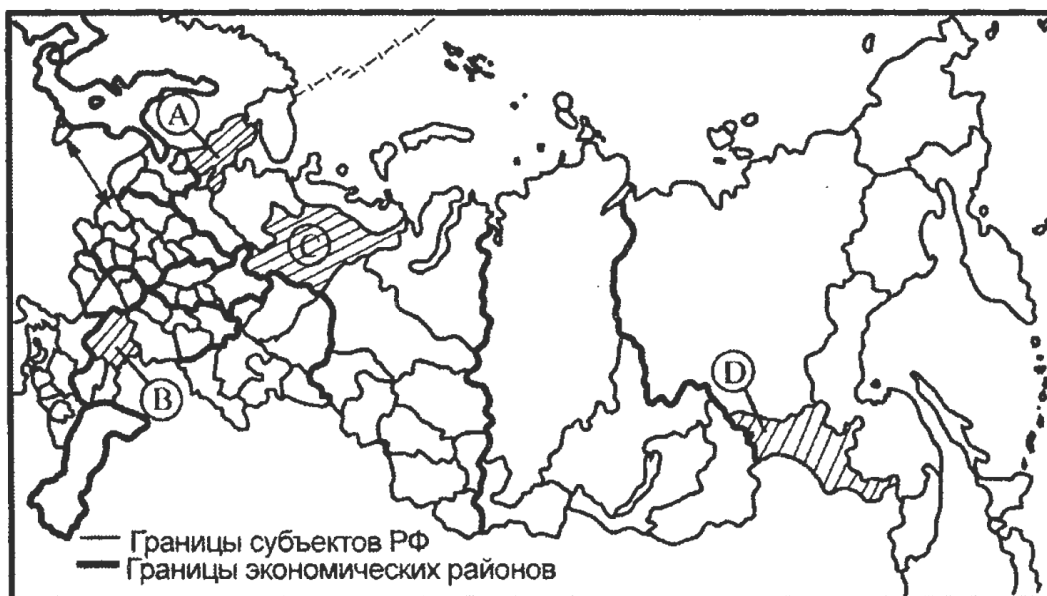 A
C
D
B
Границы субъектов РФ
Границы экономических районов